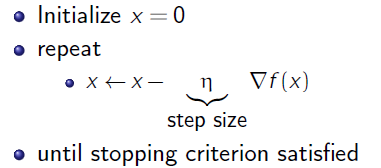 Initialize x = 0
repeat
x ← x − η ∇f(x)
step size
until stopping criterion satisfied